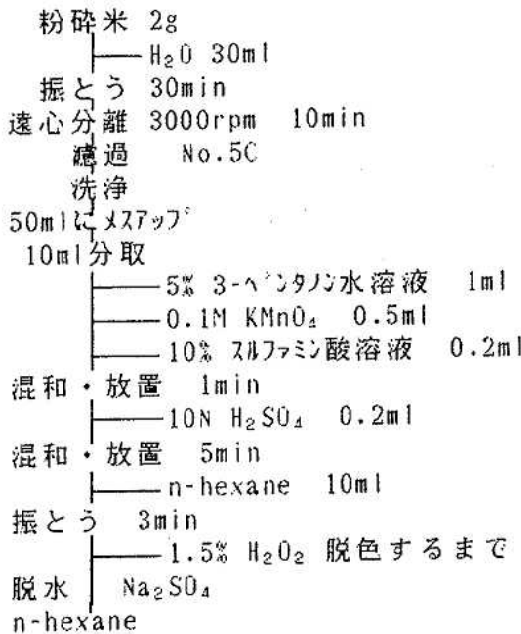 粉砕米 2g
H₂O 30ml
振とう 30min
遠心分離 3000rpm 10min
濾過 No.5C
洗浄
50mlにメスアップ
10ml分取
5% 3-ペンタノン水溶液 1ml
0.1M KMnO₄ 0.5ml
10% スルファミン酸溶液 0.2ml
混和・放置 1min
10N H₂SO₄ 0.2ml
混和・放置 5min
n-hexane 10ml
振とう 3min
1.5% H₂O₂ 脱色するまで
脱水 Na₂SO₄
n-hexane